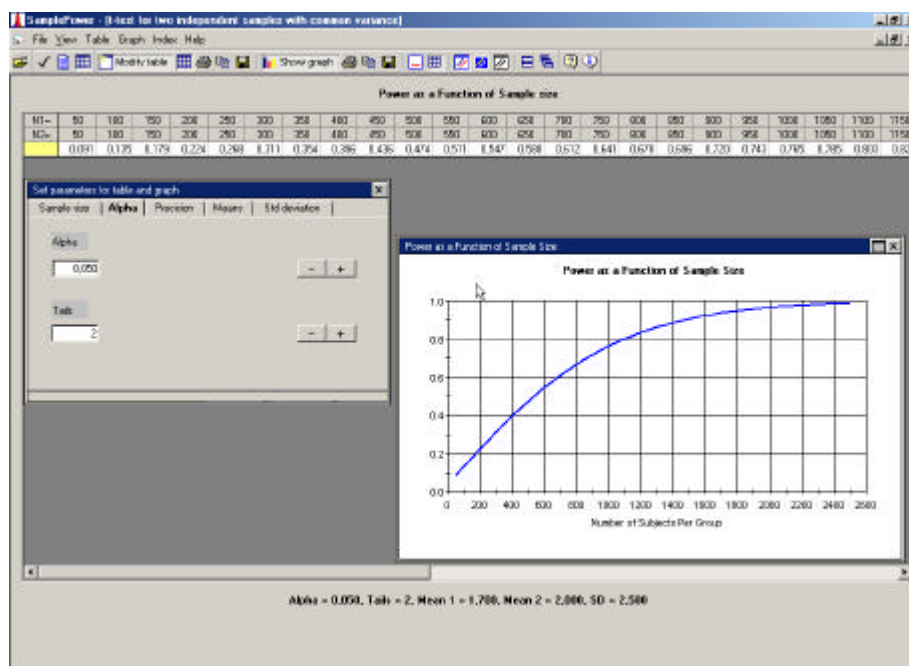 SamplePower - [t-test for two independent samples with common variance]
File View Table Graph Index Help
Modify table Show graph
Power as a Function of Sample size
N1= 50 100 150 200 250 300 350 400 450 500 550 600 650 700 750 800 850 900 950 1000 1050 1100 1150
N2= 50 100 150 200 250 300 350 400 450 500 550 600 650 700 750 800 850 900 950 1000 1050 1100 1150
0,091 0,135 0,179 0,224 0,268 0,311 0,354 0,396 0,436 0,474 0,511 0,547 0,580 0,612 0,641 0,670 0,696 0,720 0,743 0,765 0,785 0,803 0,82
Set parameters for table and graph
Sample size Alpha Precision Means Std deviation
Alpha
0,050
- +
Tails
2
- +
Power as a Function of Sample Size
Power as a Function of Sample Size
1.0
0.8
0.6
0.4
0.2
0.0
0 200 400 600 800 1000 1200 1400 1600 1800 2000 2200 2400 2600
Number of Subjects Per Group
Alpha = 0,050, Tails = 2, Mean 1 = 1,700, Mean 2 = 2,000, SD = 2,500